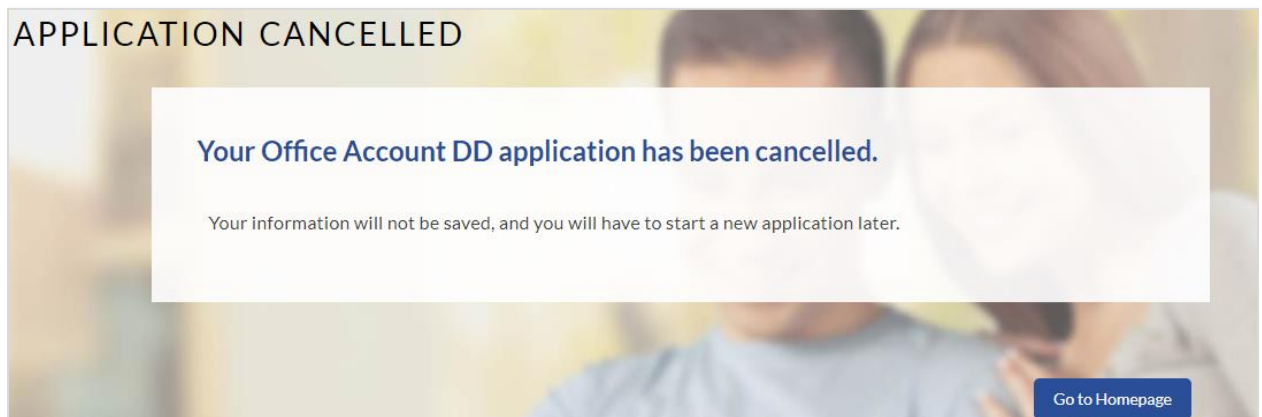 APPLICATION CANCELLED
Your Office Account DD application has been cancelled.
Your information will not be saved, and you will have to start a new application later.
Go to Homepage